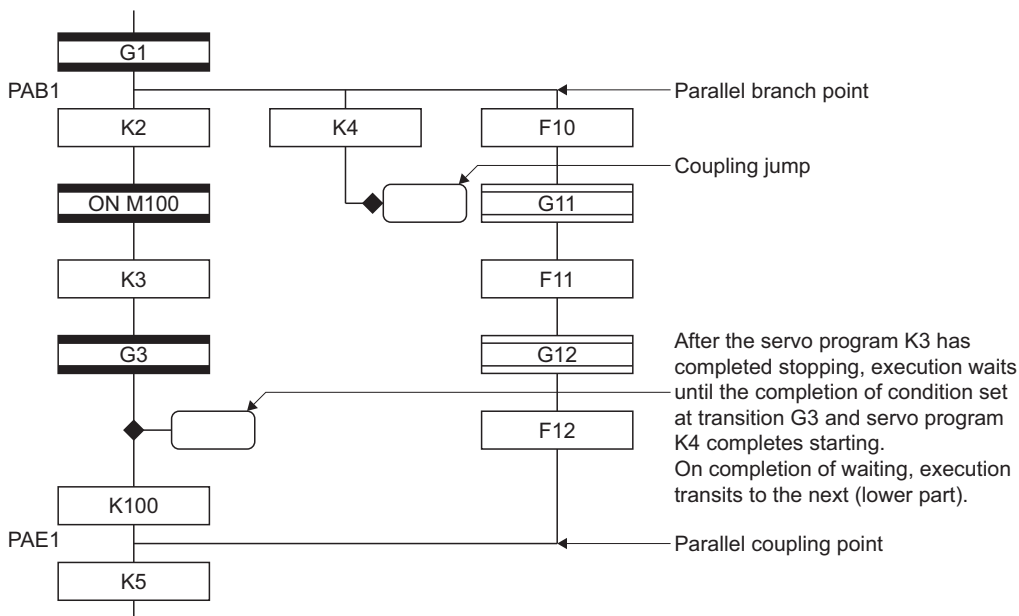 G1
PAB1
Parallel branch point
K2
K4
F10
Coupling jump
ON M100
G11
K3
F11
G3
G12
After the servo program K3 has
completed stopping, execution waits
until the completion of condition set
at transition G3 and servo program
K4 completes starting.
On completion of waiting, execution
transits to the next (lower part).
F12
K100
PAE1
Parallel coupling point
K5